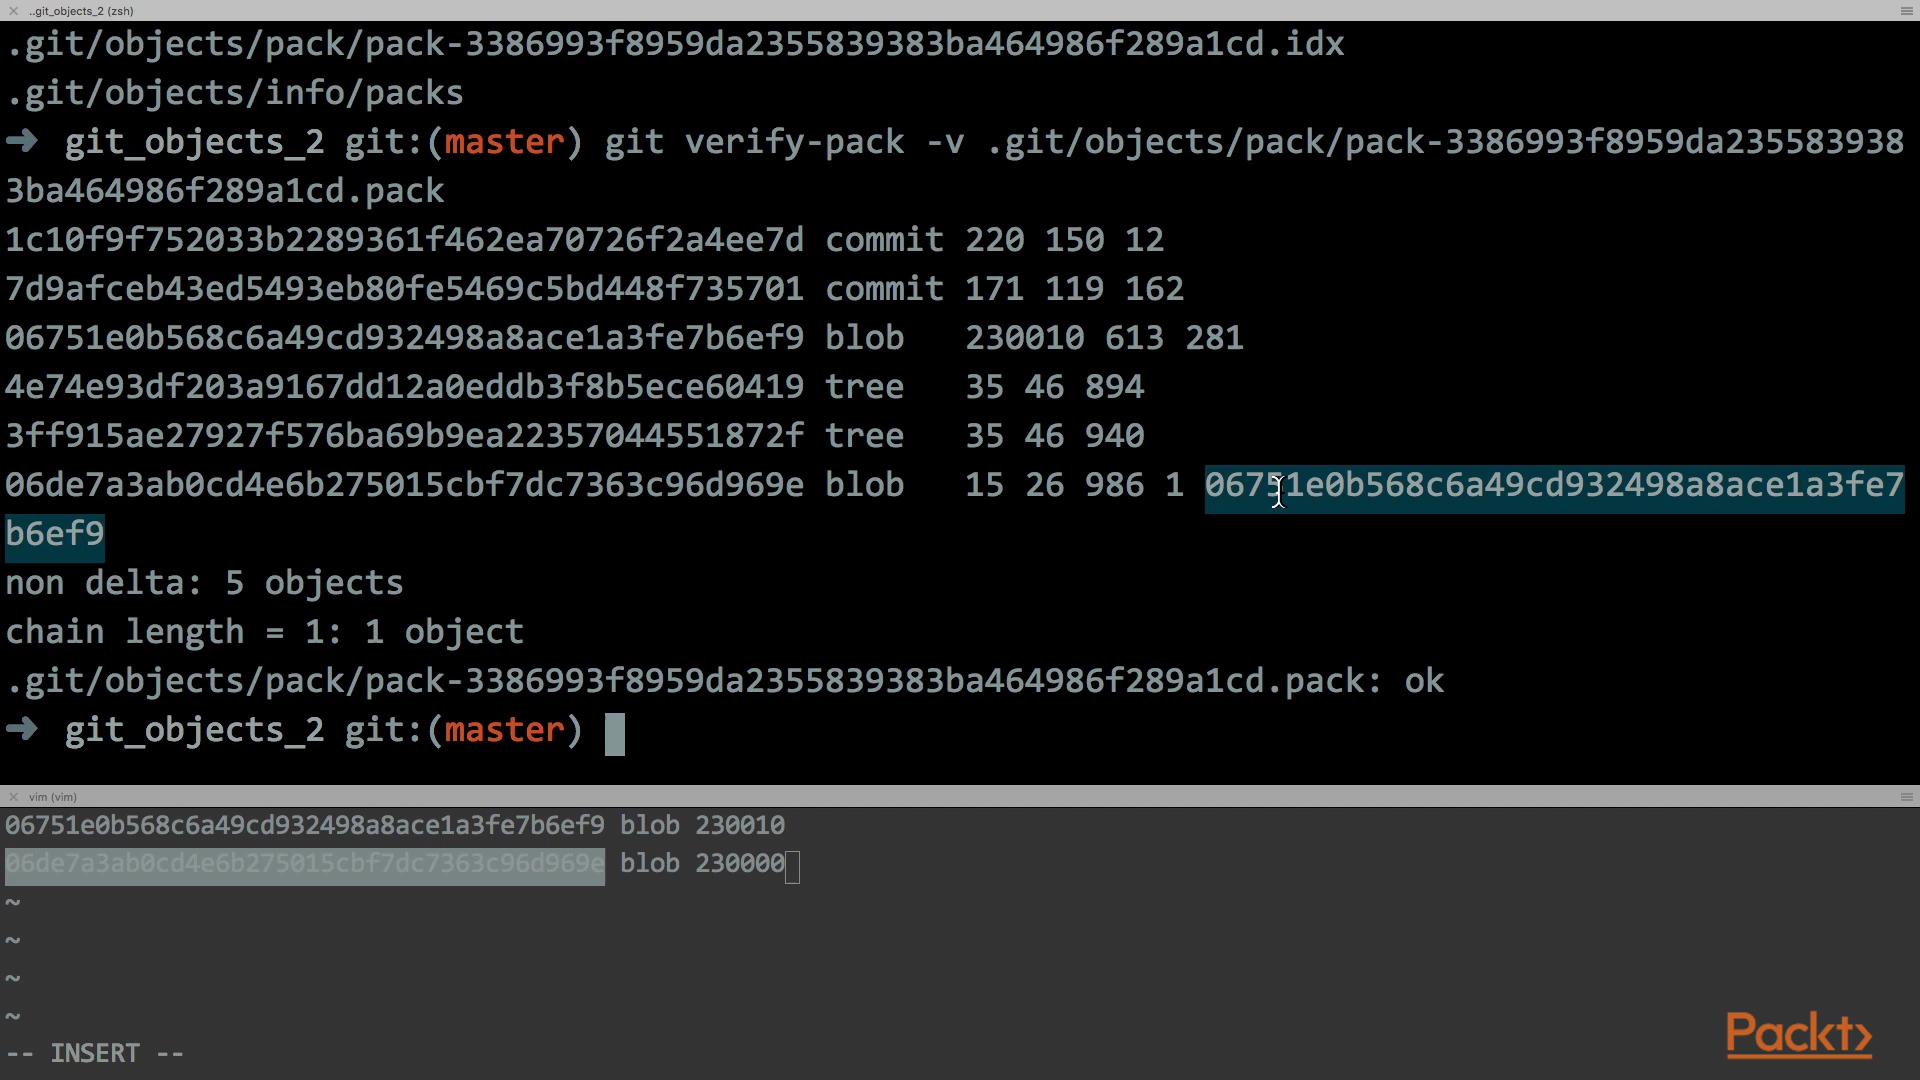 ..git_objects_2 (zsh)
.git/objects/pack/pack-3386993f8959da2355839383ba464986f289a1cd.idx
.git/objects/info/packs
➜ git_objects_2 git:(master) git verify-pack -v .git/objects/pack/pack-3386993f8959da235583938
3ba464986f289a1cd.pack
1c10f9f752033b2289361f462ea70726f2a4ee7d commit 220 150 12
7d9afceb43ed5493eb80fe5469c5bd448f735701 commit 171 119 162
06751e0b568c6a49cd932498a8ace1a3fe7b6ef9 blob   230010 613 281
4e74e93df203a9167dd12a0eddb3f8b5ece60419 tree   35 46 894
3ff915ae27927f576ba69b9ea22357044551872f tree   35 46 940
06de7a3ab0cd4e6b275015cbf7dc7363c96d969e blob   15 26 986 1 06751e0b568c6a49cd932498a8ace1a3fe7
b6ef9
non delta: 5 objects
chain length = 1: 1 object
.git/objects/pack/pack-3386993f8959da2355839383ba464986f289a1cd.pack: ok
➜ git_objects_2 git:(master)
vim (vim)
06751e0b568c6a49cd932498a8ace1a3fe7b6ef9 blob 230010
06de7a3ab0cd4e6b275015cbf7dc7363c96d969e blob 230000
~
~
~
~
-- INSERT --
Packt>